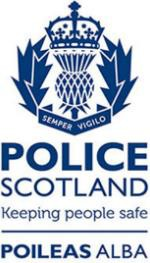 SEMPER VIGILO
POLICE
SCOTLAND
Keeping people safe
POILEAS ALBA